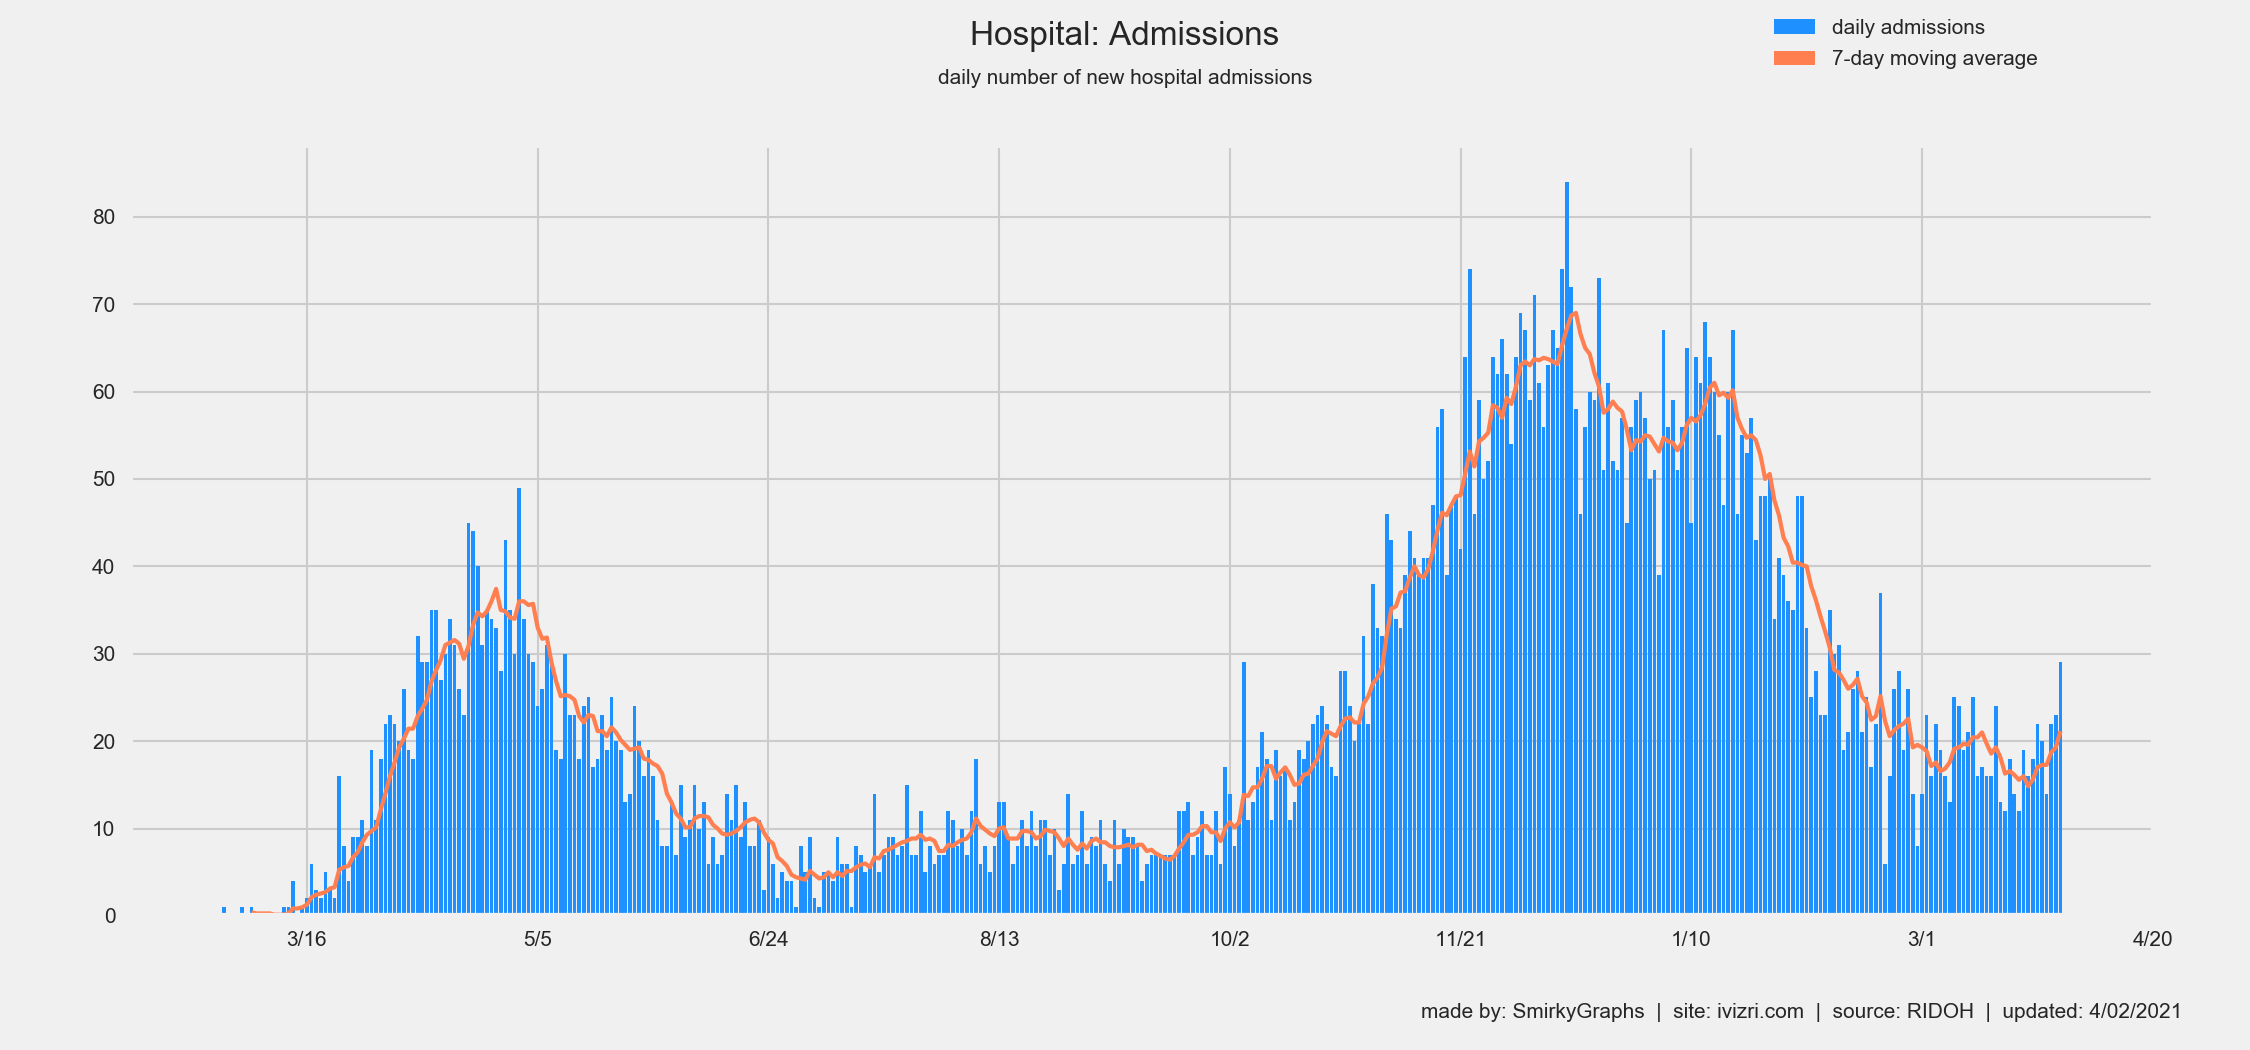 Hospital: Admissions
daily number of new hospital admissions
daily admissions
7-day moving average
80
70
60
50
40
30
20
10
0
3/16 5/5 6/24 8/13 10/2 11/21 1/10 3/1 4/20
made by: SmirkyGraphs | site: ivizri.com | source: RIDOH | updated: 4/02/2021